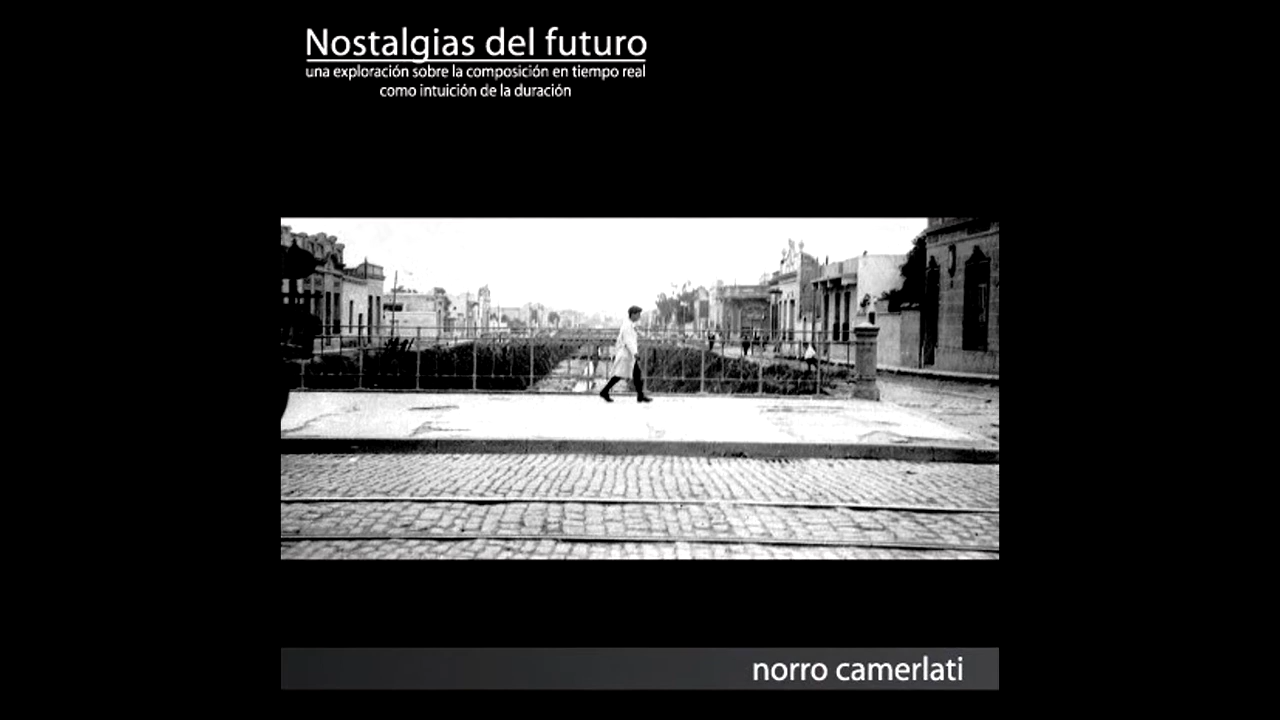 Nostalgias del futuro
una exploración sobre la composición en tiempo real
como intuición de la duración
norro camerlati